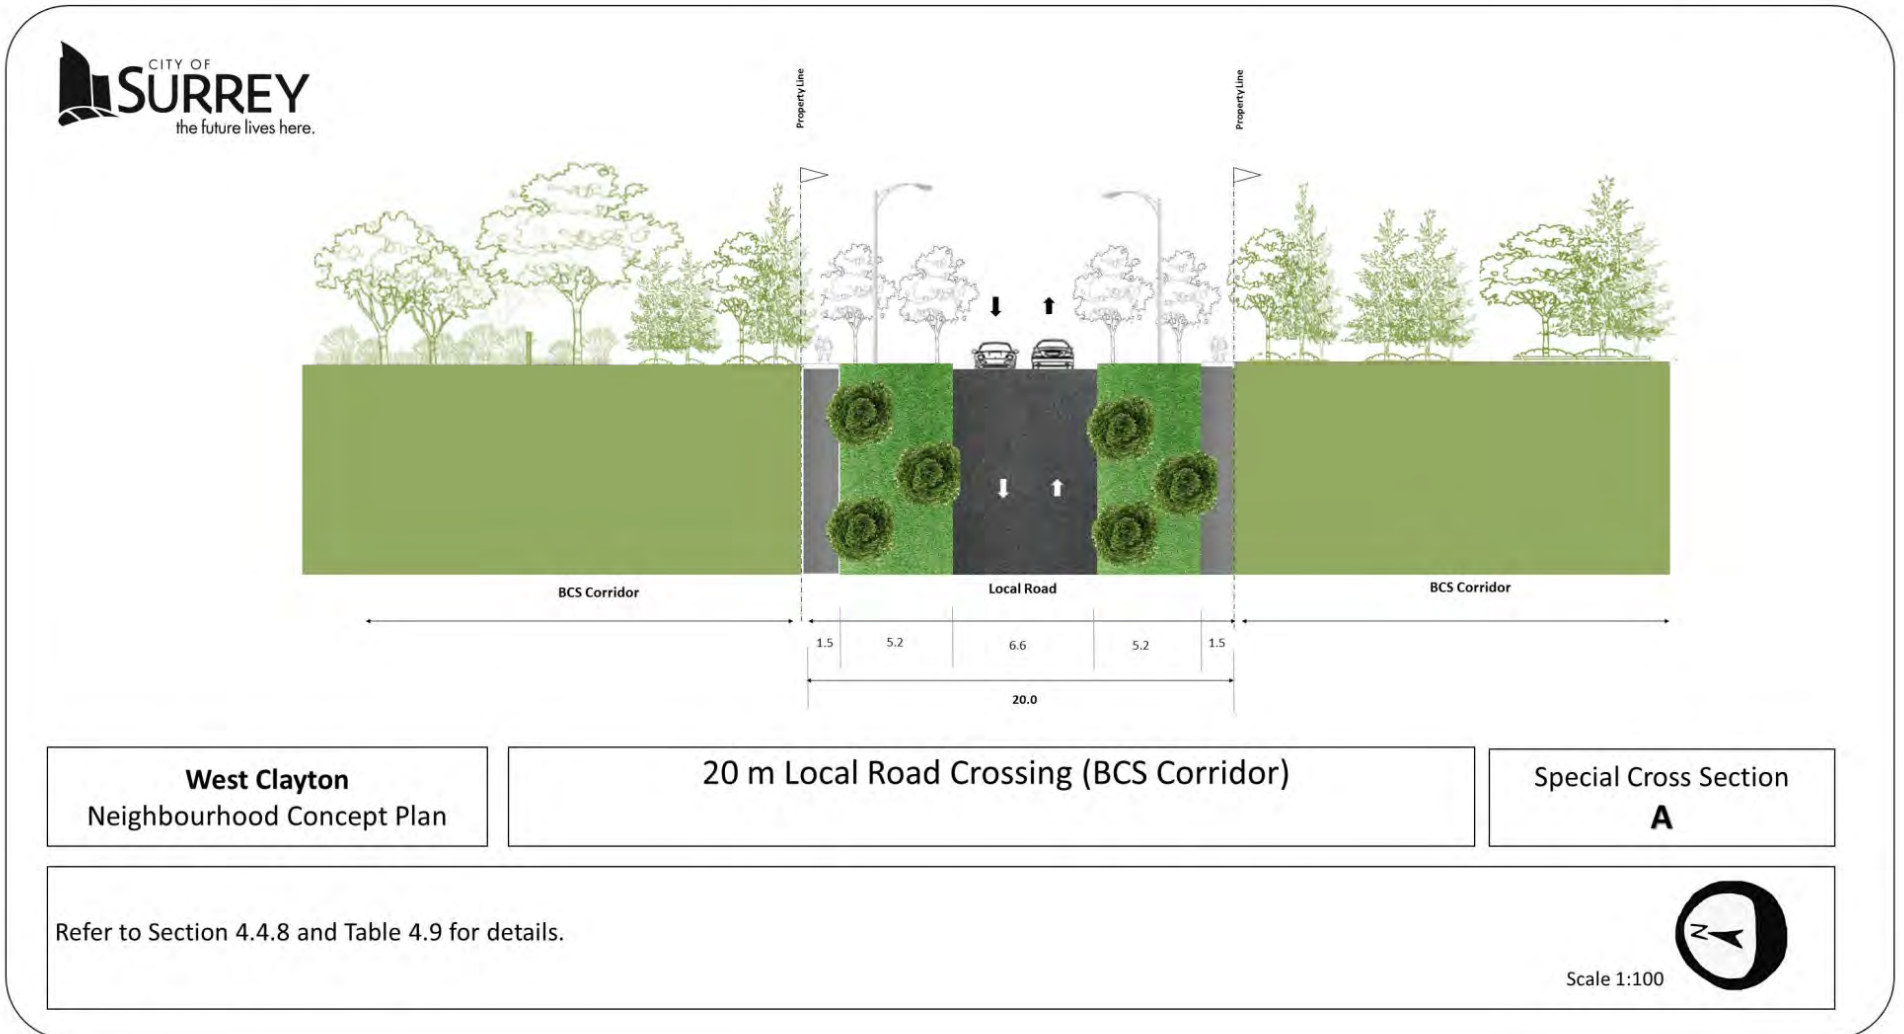 CITY OF
SURREY
the future lives here.
Property Line
Property Line
BCS Corridor
Local Road
BCS Corridor
1.5
5.2
6.6
5.2
1.5
20.0
West Clayton
Neighbourhood Concept Plan
20 m Local Road Crossing (BCS Corridor)
Special Cross Section
A
Refer to Section 4.4.8 and Table 4.9 for details.
Scale 1:100
N